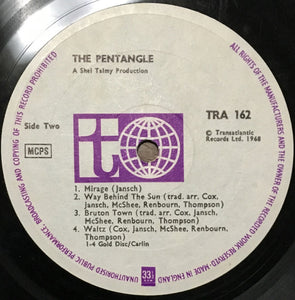 THE PENTANGLE
A Shel Talmy Production
TRA 162
Side Two
MCPS
℗ Transatlantic
Records Ltd. 1968
1. Mirage (Jansch)
2. Way Behind The Sun (trad. arr. Cox,
Jansch, McShee, Renbourn, Thompson)
3. Bruton Town (trad. arr. Cox, Jansch,
McShee, Renbourn, Thompson)
4. Waltz (Cox, Jansch, McShee, Renbourn,
Thompson)
1-4 Gold Disc/Carlin
33⅓
ALL RIGHTS OF THE MANUFACTURERS AND OWNER OF THE RECORDED WORK RESERVED · MADE IN ENGLAND
UNAUTHORISED PUBLIC PERFORMANCE, BROADCASTING AND COPYING OF THIS RECORD PROHIBITED